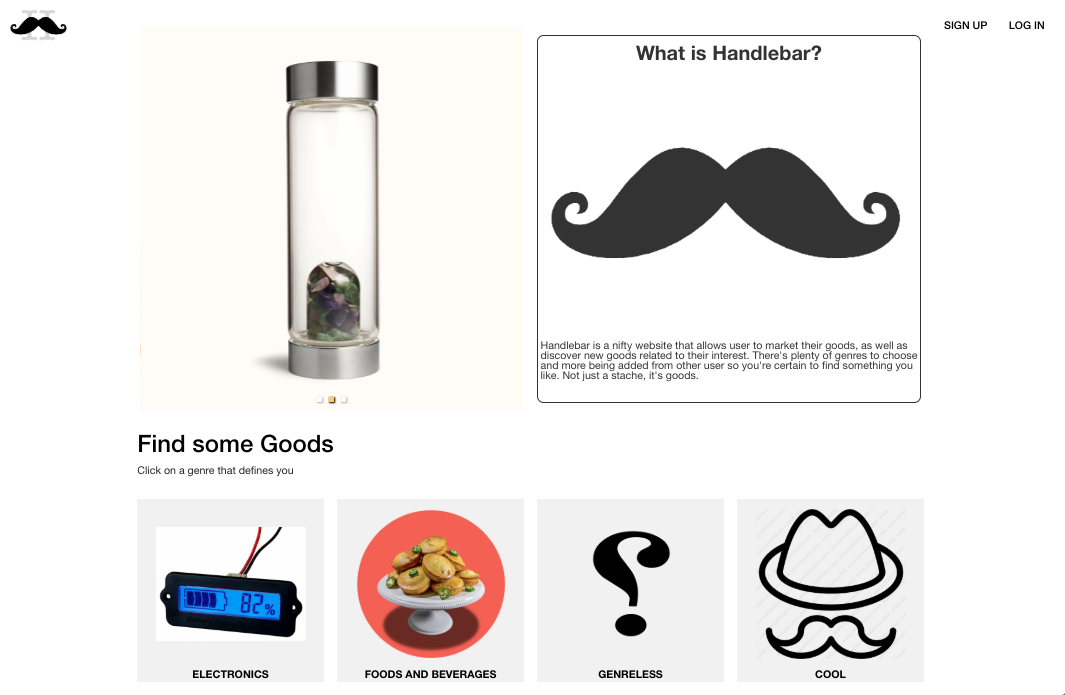 H
SIGN UP LOG IN
What is Handlebar?
Handlebar is a nifty website that allows user to market their goods, as well as
discover new goods related to their interest. There's plenty of genres to choose
and more being added from other user so you're certain to find something you
like. Not just a stache, it's goods.
Find some Goods
Click on a genre that defines you
82%
?
ELECTRONICS
FOODS AND BEVERAGES
GENRELESS
COOL